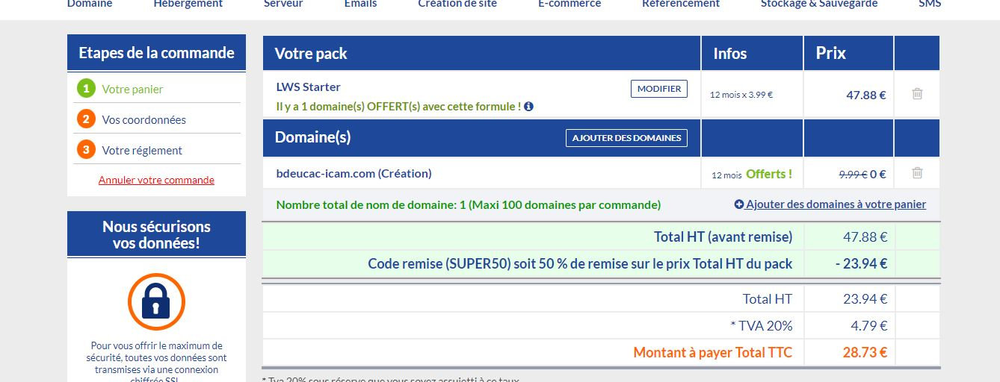 Domaine Hébergement Serveur Emails Création de site E-commerce Référencement Stockage & Sauvegarde SMS
Etapes de la commande
1 Votre panier
2 Vos coordonnées
3 Votre réglement
Annuler votre commande
Nous sécurisons
vos données!
Pour vous offrir le maximum de
sécurité, toutes vos données sont
transmises via une connexion
chiffrée SSL
Votre pack Infos Prix
LWS Starter MODIFIER 12 mois x 3.99 € 47.88 €
Il y a 1 domaine(s) OFFERT(s) avec cette formule !
Domaine(s) AJOUTER DES DOMAINES
bdeucac-icam.com (Création) 12 mois Offerts ! 9.99 € 0 €
Nombre total de nom de domaine: 1 (Maxi 100 domaines par commande) Ajouter des domaines à votre panier
Total HT (avant remise) 47.88 €
Code remise (SUPER50) soit 50 % de remise sur le prix Total HT du pack - 23.94 €
Total HT 23.94 €
* TVA 20% 4.79 €
Montant à payer Total TTC 28.73 €
* Tva 20% sous réserve que vous soyez assujetti à ce taux